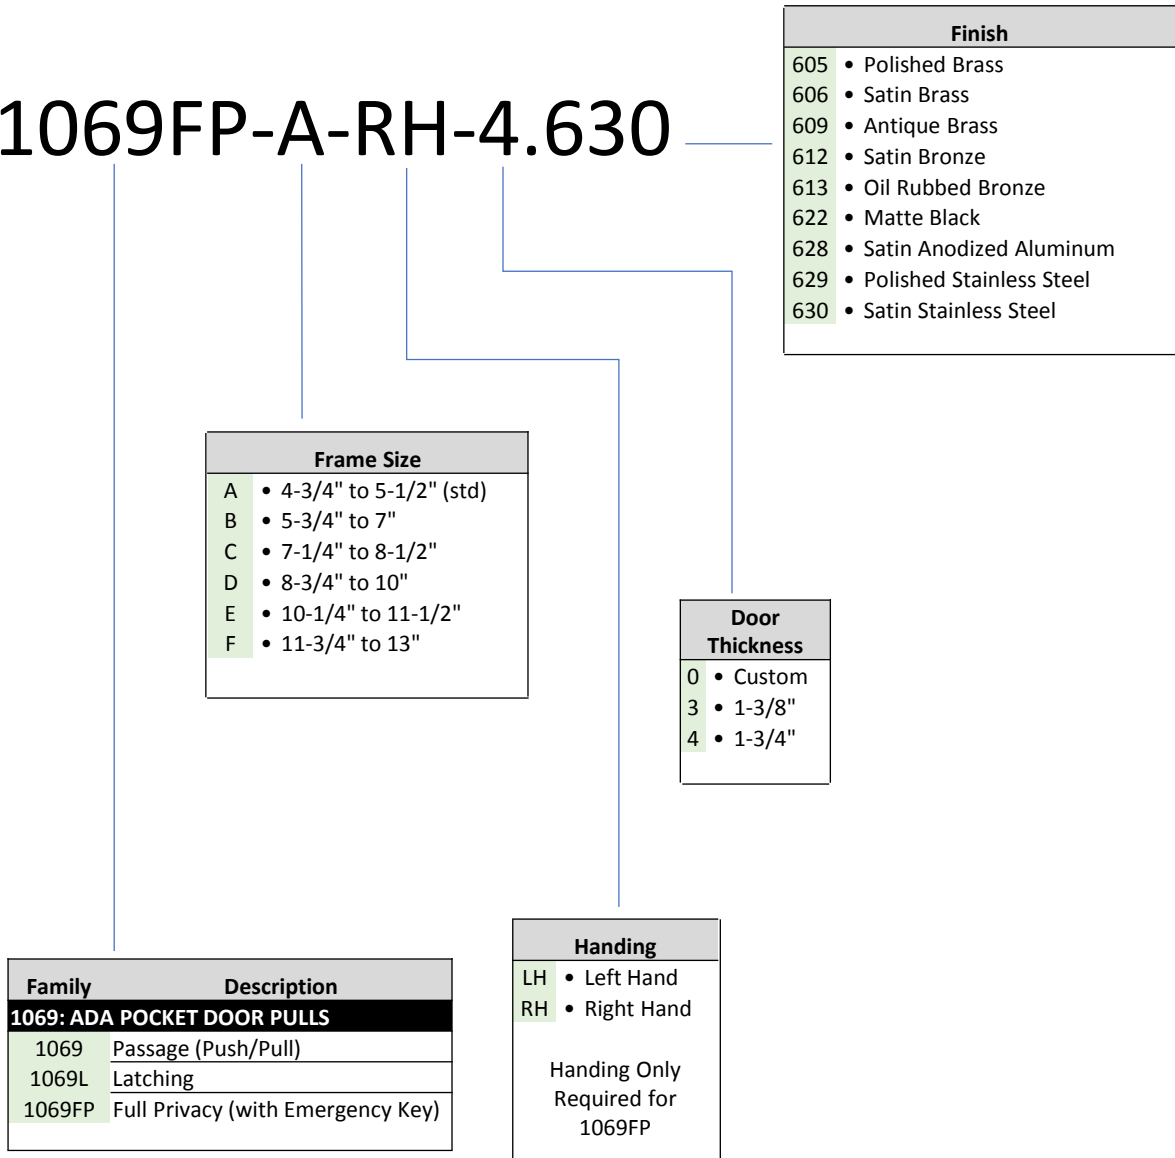 1069FP-A-RH-4.630
Finish
605 • Polished Brass
606 • Satin Brass
609 • Antique Brass
612 • Satin Bronze
613 • Oil Rubbed Bronze
622 • Matte Black
628 • Satin Anodized Aluminum
629 • Polished Stainless Steel
630 • Satin Stainless Steel
Frame Size
A • 4-3/4" to 5-1/2" (std)
B • 5-3/4" to 7"
C • 7-1/4" to 8-1/2"
D • 8-3/4" to 10"
E • 10-1/4" to 11-1/2"
F • 11-3/4" to 13"
Door
Thickness
0 • Custom
3 • 1-3/8"
4 • 1-3/4"
Handing
LH • Left Hand
RH • Right Hand
Handing Only
Required for
1069FP
Family Description
1069: ADA POCKET DOOR PULLS
1069 Passage (Push/Pull)
1069L Latching
1069FP Full Privacy (with Emergency Key)